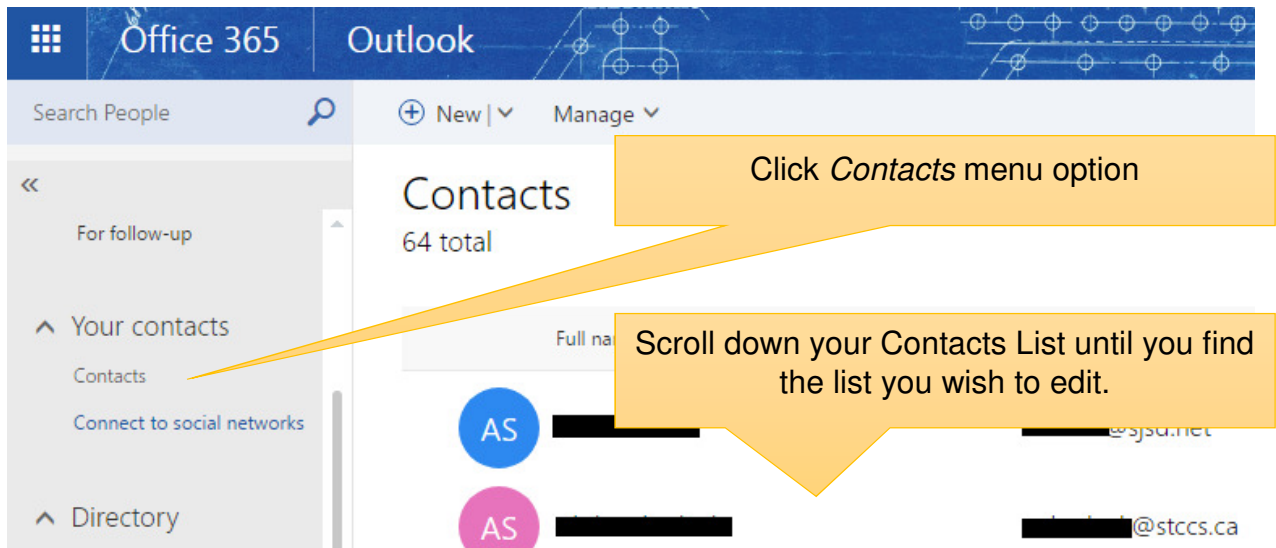 Office 365 Outlook
Search People
New
Manage
Click Contacts menu option
«
Contacts
64 total
For follow-up
Your contacts
Contacts
Connect to social networks
Full
Scroll down your Contacts List until you find
the list you wish to edit.
AS
@sjsd.net
Directory
AS
@stccs.ca